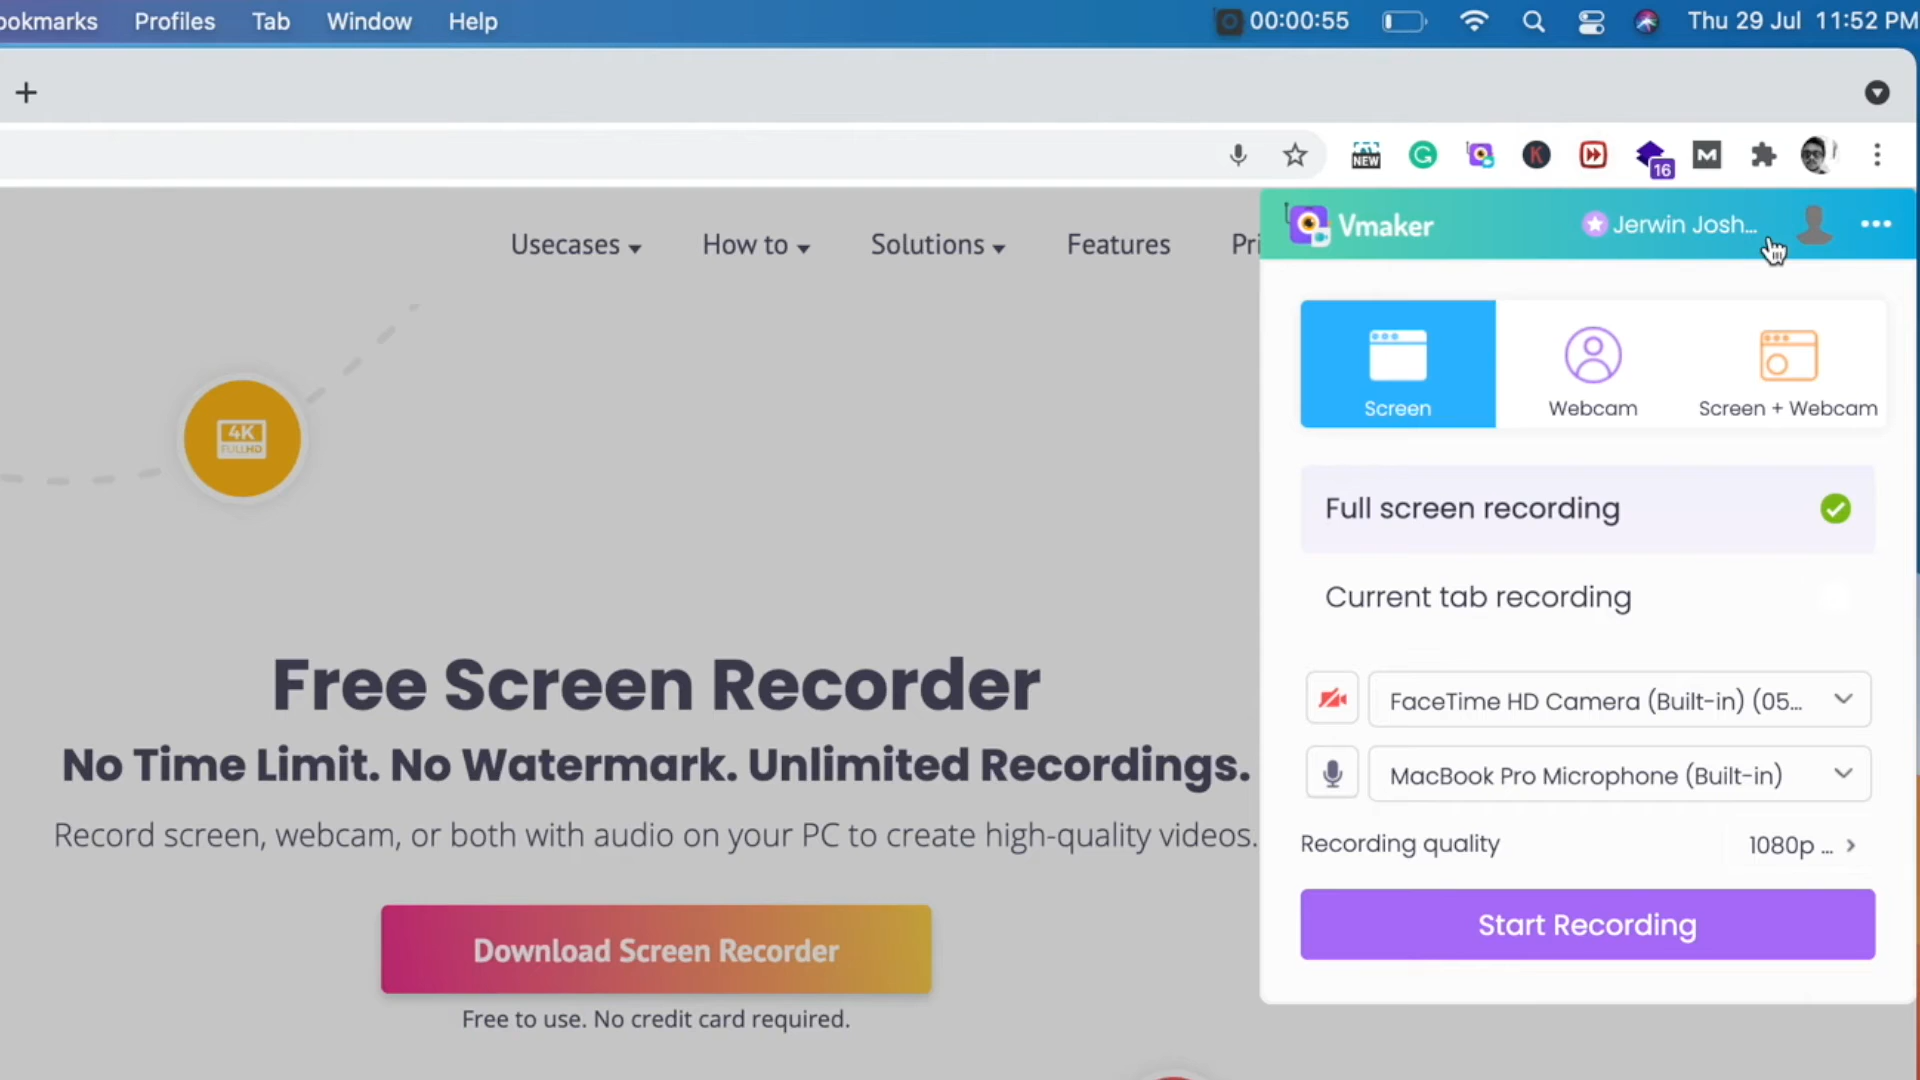 ookmarks Profiles Tab Window Help 00:00:55 Thu 29 Jul 11:52 PM
+
NEW G K 16 M
Usecases How to Solutions Features Pri
Vmaker Jerwin Josh...
Screen Webcam Screen + Webcam
4K
FULLHD
Full screen recording
Current tab recording
Free Screen Recorder
No Time Limit. No Watermark. Unlimited Recordings.
Record screen, webcam, or both with audio on your PC to create high-quality videos.
Download Screen Recorder
Free to use. No credit card required.
FaceTime HD Camera (Built-in) (05...
MacBook Pro Microphone (Built-in)
Recording quality 1080p ...
Start Recording